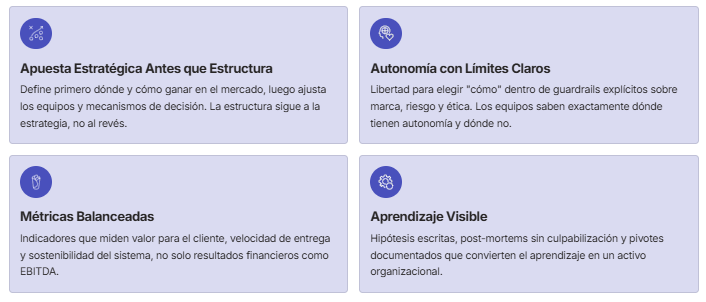 Apuesta Estratégica Antes que Estructura
Define primero dónde y cómo ganar en el mercado, luego ajusta
los equipos y mecanismos de decisión. La estructura sigue a la
estrategia, no al revés.
Autonomía con Límites Claros
Libertad para elegir "cómo" dentro de guardrails explícitos sobre
marca, riesgo y ética. Los equipos saben exactamente dónde
tienen autonomía y dónde no.
Métricas Balanceadas
Indicadores que miden valor para el cliente, velocidad de entrega
y sostenibilidad del sistema, no solo resultados financieros como
EBITDA.
Aprendizaje Visible
Hipótesis escritas, post-mortems sin culpabilización y pivotes
documentados que convierten el aprendizaje en un activo
organizacional.